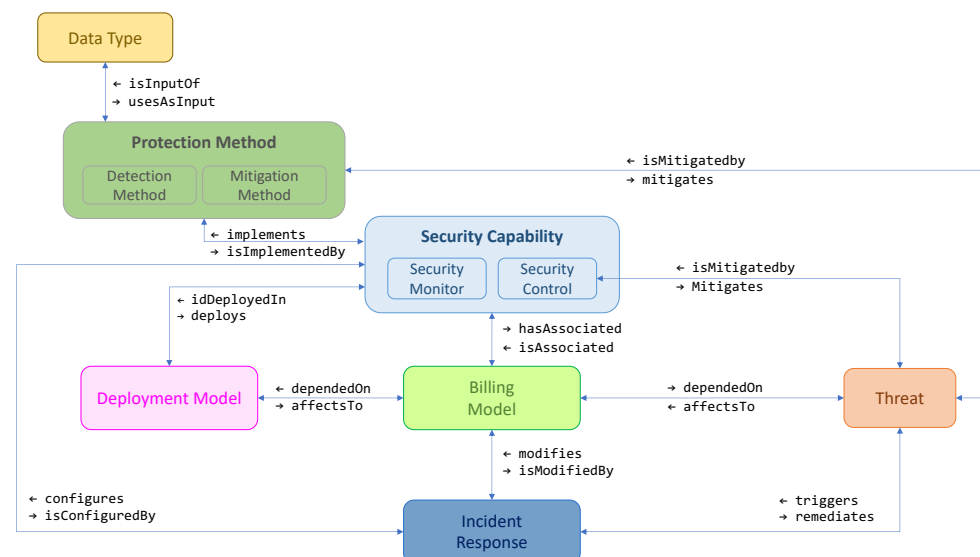 Data Type
← isInputOf
→ usesAsInput
Protection Method
Detection
Method
Mitigation
Method
← isMitigatedby
→ mitigates
← implements
→ isImplementedBy
Security Capability
Security
Monitor
Security
Control
← isMitigatedby
→ Mitigates
← idDeployedIn
→ deploys
→ hasAssociated
← isAssociated
Deployment Model
← dependedOn
→ affectsTo
Billing
Model
→ dependedOn
← affectsTo
Threat
← modifies
→ isModifiedBy
← configures
→ isConfiguredBy
Incident
Response
← triggers
→ remediates